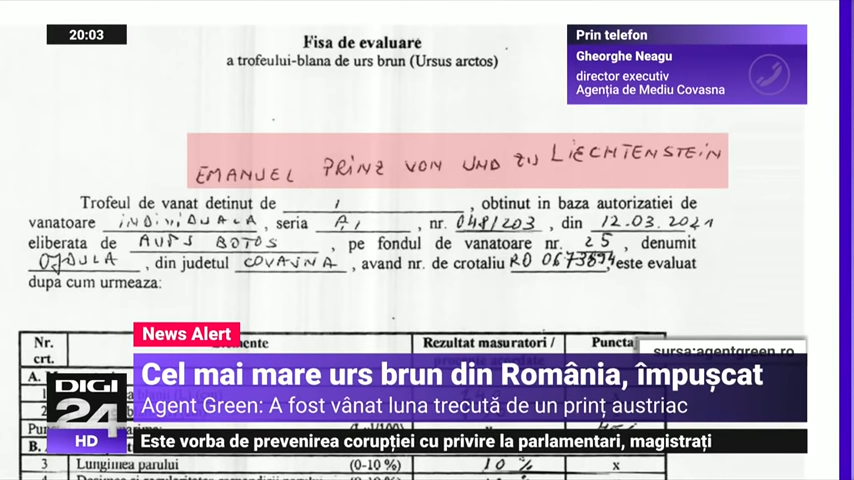 20:03
Prin telefon
Gheorghe Neagu
director executiv
Agenția de Mediu Covasna
Fisa de evaluare
a trofeului-blana de urs brun (Ursus arctos)
EMANUEL PRINZ VON UND ZU LIECHTENSTEIN
Trofeul de vanat detinut de , obtinut in baza autorizatiei de
vanatoare INDIVIDUALA, seria A, nr. 048/203, din 12.03.2021
eliberata de AVPS BOTOS, pe fondul de vanatoare nr. 25, denumit
OJDULA, din judetul COVASNA, avand nr. de crotaliu RO, este evaluat
dupa cum urmeaza:
Nr. Rezultat masuratori / Puncta
crt.
sursa:agentgreen.ro
News Alert
Cel mai mare urs brun din România, împușcat
Agent Green: A fost vânat luna trecută de un prinț austriac
DIGI
24
HD
Este vorba de prevenirea corupției cu privire la parlamentari, magistrați
3 Lungimea parului (0-10 %) 10 % x